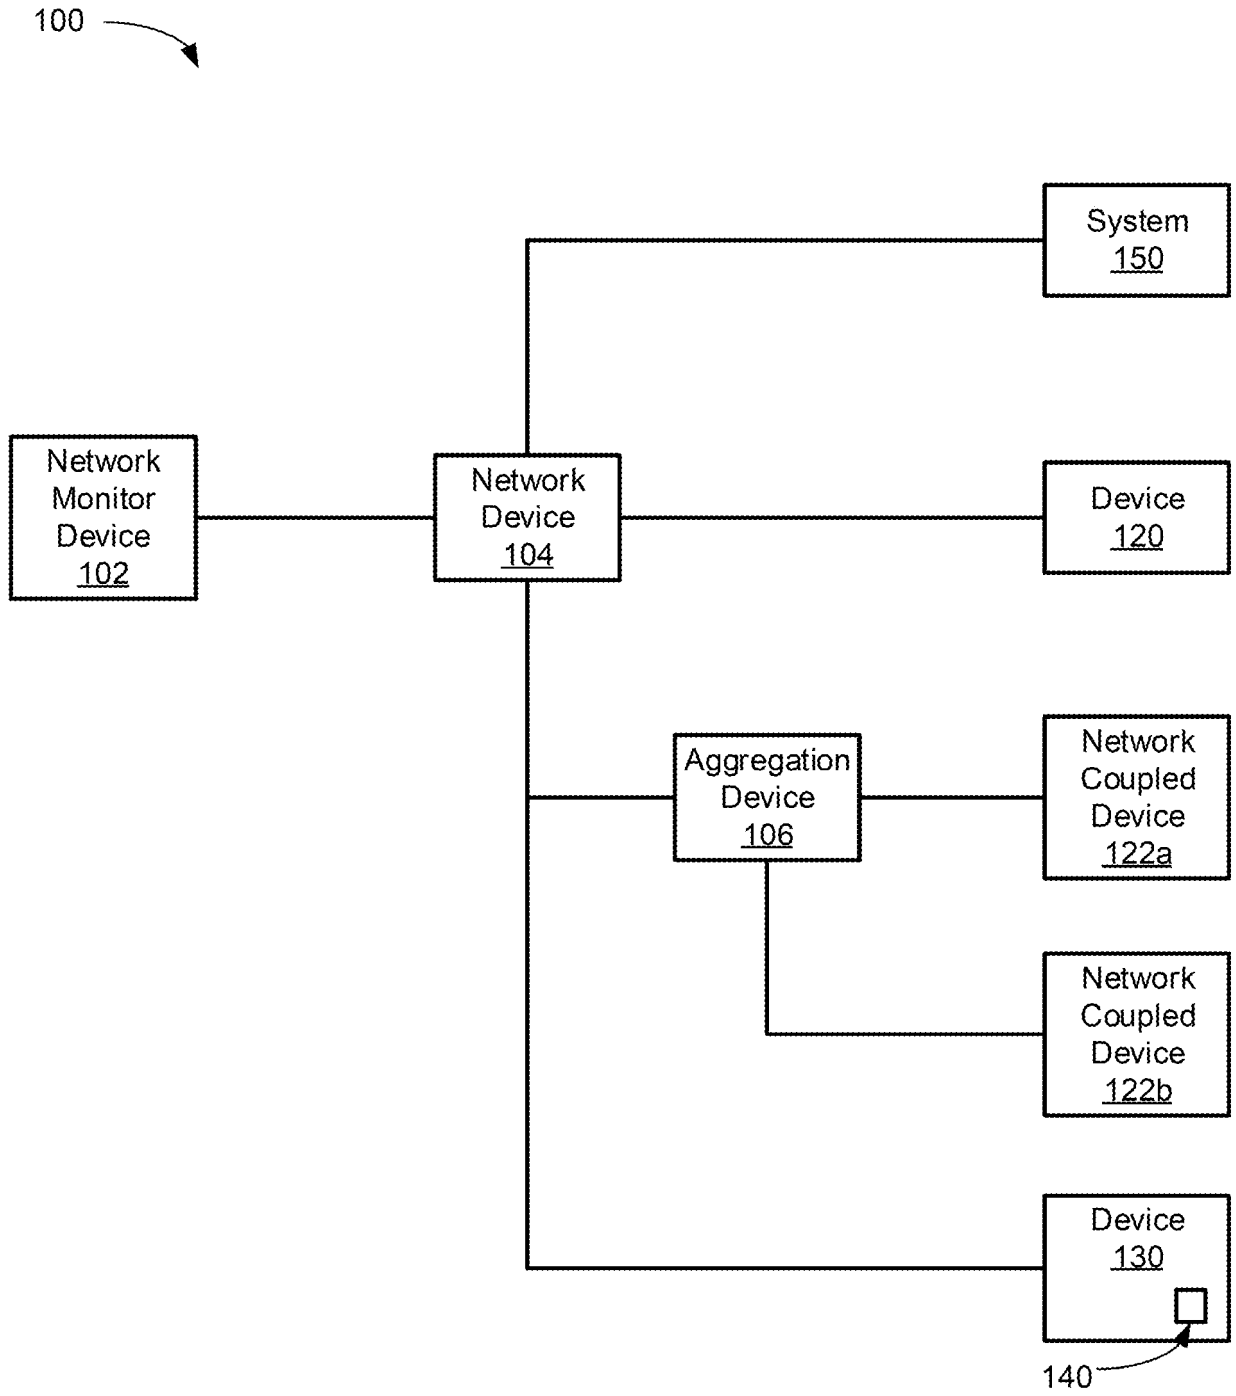 100
System
150
Network
Monitor
Device
102
Network
Device
104
Device
120
Aggregation
Device
106
Network
Coupled
Device
122a
Network
Coupled
Device
122b
Device
130
140